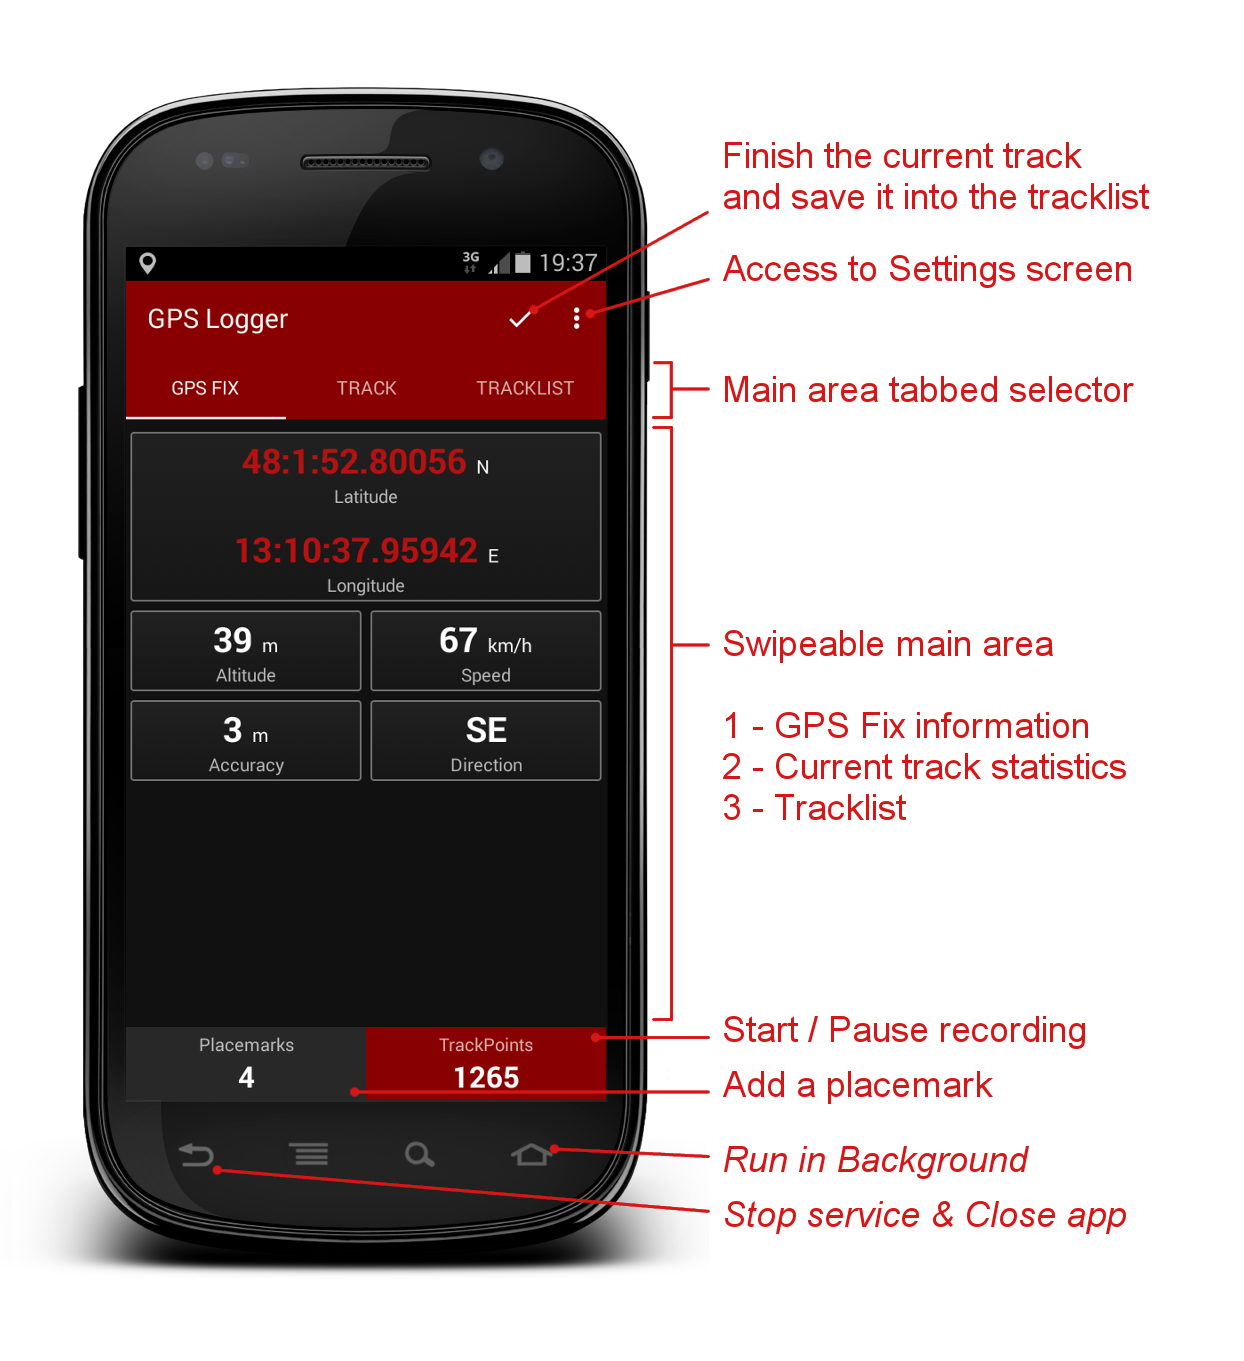 Finish the current track
and save it into the tracklist
3G
19:37
Access to Settings screen
GPS Logger
GPS FIX
TRACK
TRACKLIST
Main area tabbed selector
48:1:52.80056 N
Latitude
13:10:37.95942 E
Longitude
39 m
Altitude
67 km/h
Speed
3 m
Accuracy
SE
Direction
Swipeable main area
1 - GPS Fix information
2 - Current track statistics
3 - Tracklist
Placemarks
4
TrackPoints
1265
Start / Pause recording
Add a placemark
Run in Background
Stop service & Close app